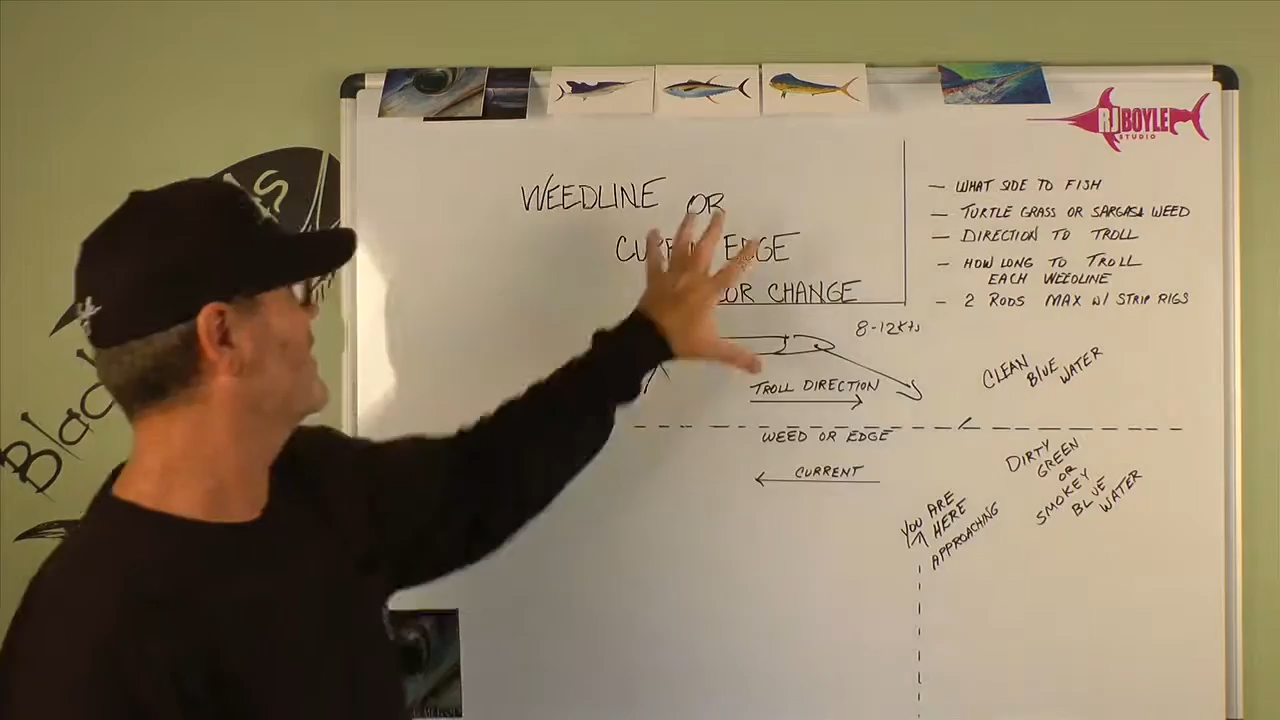 WEEDLINE OR
EDGE
OR CHANGE
8-12KTS
TROLL DIRECTION
WEED OR EDGE
CURRENT
YOU ARE
HERE
APPROACHING
CLEAN
BLUE
WATER
DIRTY
GREEN
OR
SMOKEY
BLUE
WATER
— WHAT SIDE TO FISH
— TURTLE GRASS OR WEED
— DIRECTION TO TROLL
— HOW LONG TO TROLL
EACH WEEDLINE
— 2 RODS MAX W/ STRIP RIGS
RJ BOYLE
STUDIO